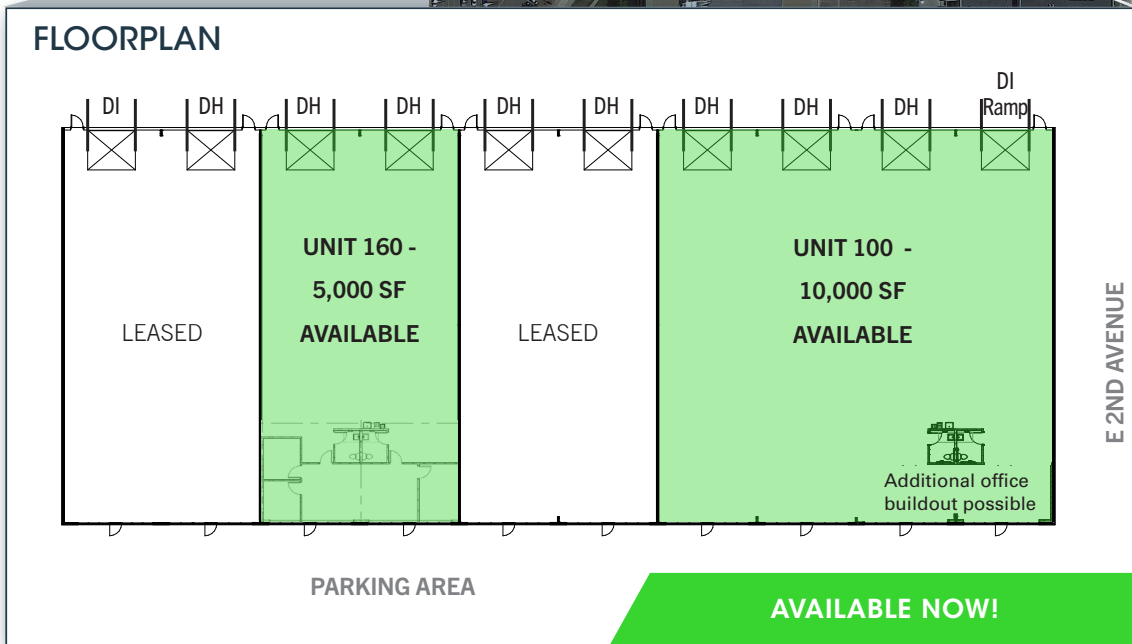 FLOORPLAN
DI
DH
DH
DH
DH
DH
DH
DH
DH
DI
Ramp
LEASED
UNIT 160 -
5,000 SF
AVAILABLE
LEASED
UNIT 100 -
10,000 SF
AVAILABLE
Additional office
buildout possible
E 2ND AVENUE
PARKING AREA
AVAILABLE NOW!